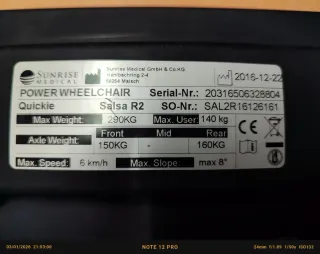 SUNRISE
MEDICAL
Sunrise Medical GmbH & Co.KG
Kahlbachring 2-4
69254 Malsch
2016-12-22
POWER WHEELCHAIR Serial-Nr.: 20316506328804
Quickie Salsa R2 SO-Nr.: SAL2R16126161
Max Weight: 290KG Max. User: 140 kg
Front Mid Rear
Axle Weight: 150KG - 160KG
Max. Speed: 6 km/h Max. Slope: max 8°
CE
NOTE 12 PRO